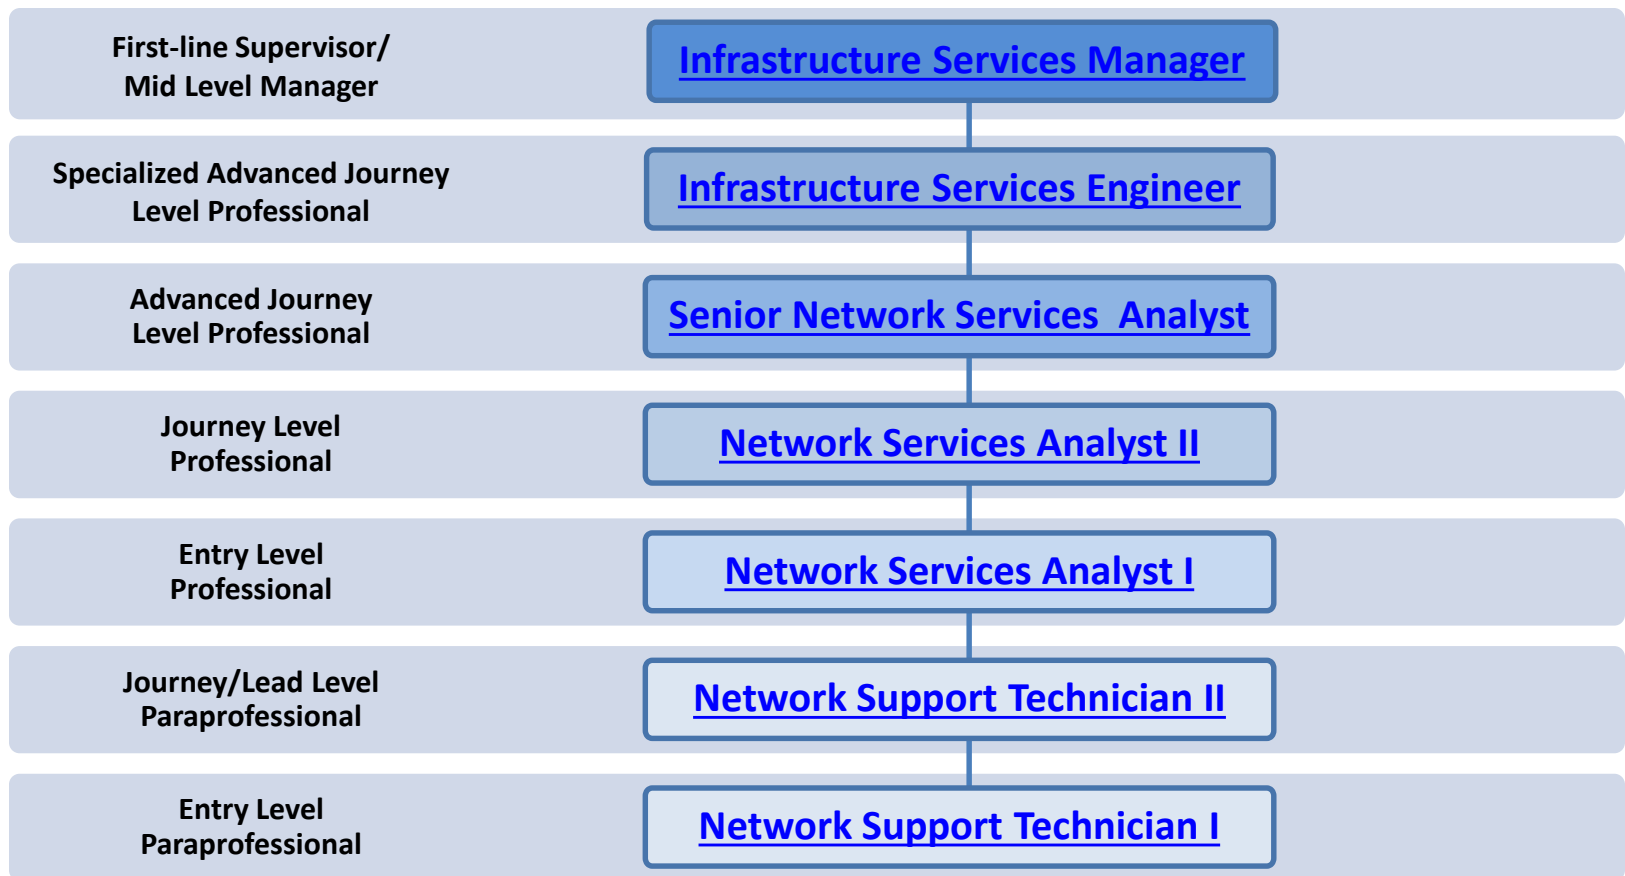 First-line Supervisor/
Mid Level Manager
Infrastructure Services Manager
Specialized Advanced Journey
Level Professional
Infrastructure Services Engineer
Advanced Journey
Level Professional
Senior Network Services  Analyst
Journey Level
Professional
Network Services Analyst II
Entry Level
Professional
Network Services Analyst I
Journey/Lead Level
Paraprofessional
Network Support Technician II
Entry Level
Paraprofessional
Network Support Technician I